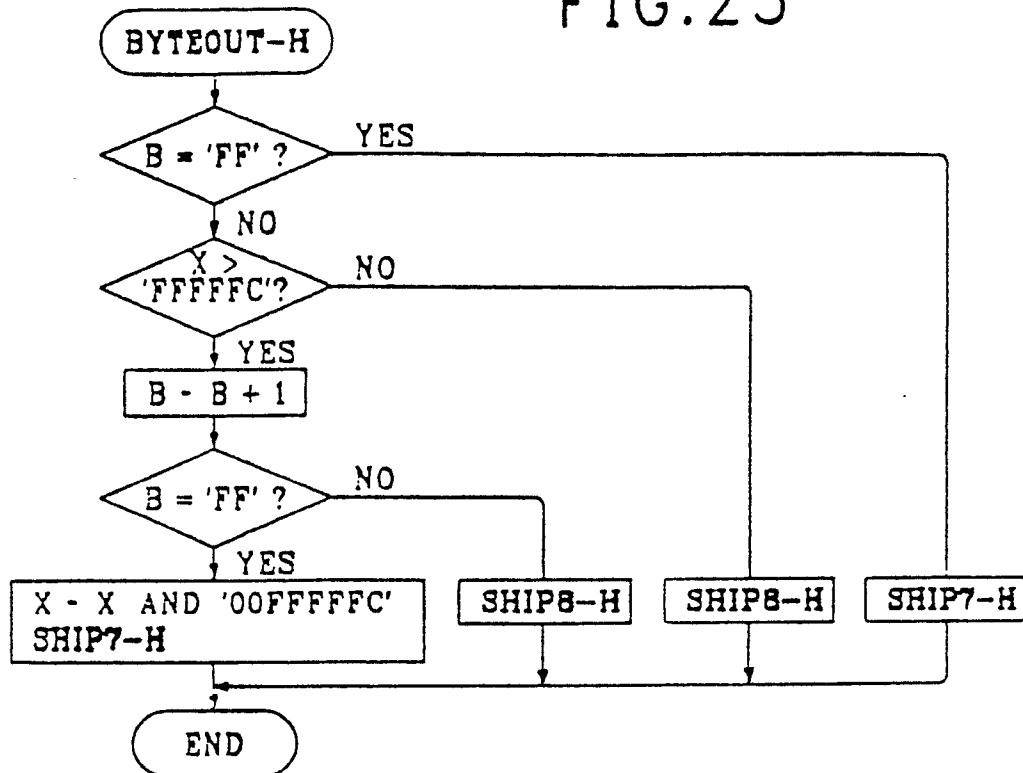 FIG.25
BYTEOUT-H
B = 'FF' ?
YES
NO
X >
'FFFFFC'?
NO
YES
B - B + 1
B = 'FF' ?
NO
YES
X - X AND '00FFFFFC'
SHIP7-H
SHIP8-H
SHIP8-H
SHIP7-H
END